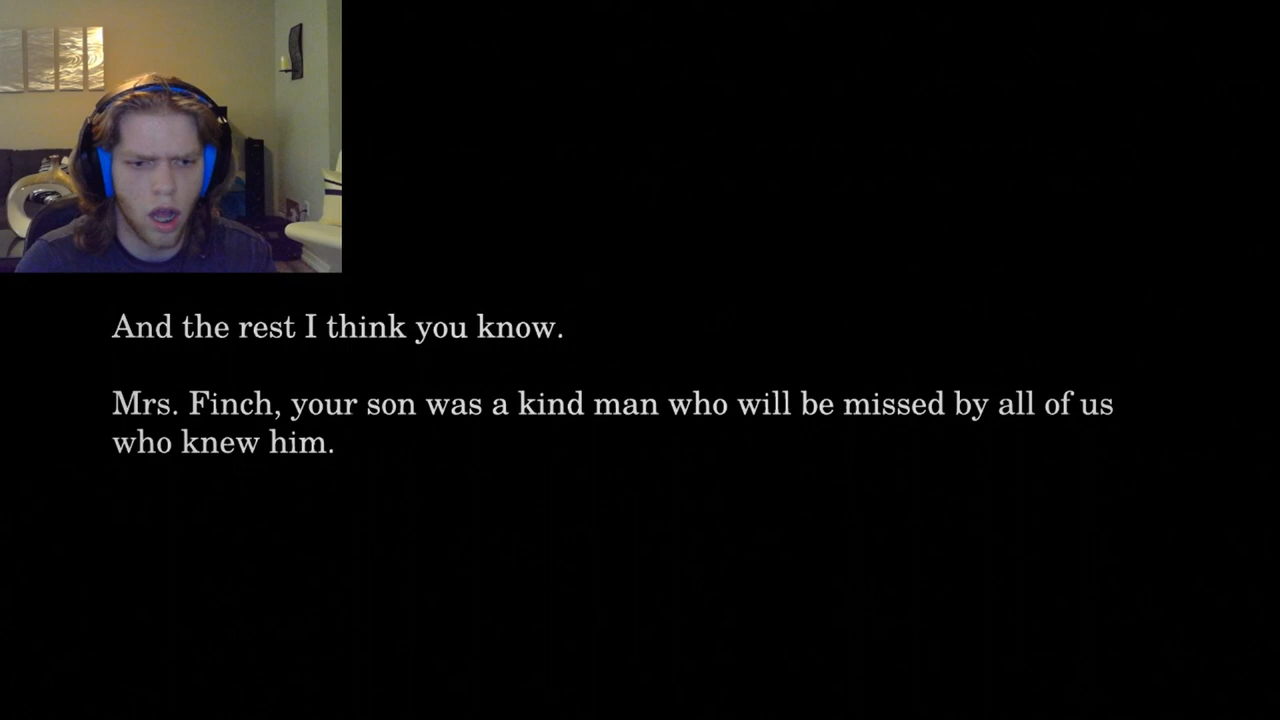 And the rest I think you know.
Mrs. Finch, your son was a kind man who will be missed by all of us
who knew him.